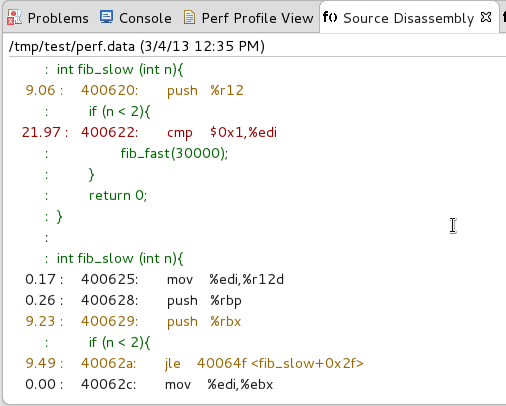 Problems Console Perf Profile View f() Source Disassembly
/tmp/test/perf.data (3/4/13 12:35 PM)
: int fib_slow (int n){
9.06 : 400620: push %r12
: if (n < 2){
21.97 : 400622: cmp $0x1,%edi
: fib_fast(30000);
: }
: return 0;
: }
:
: int fib_slow (int n){
0.17 : 400625: mov %edi,%r12d
0.26 : 400628: push %rbp
9.23 : 400629: push %rbx
: if (n < 2){
9.49 : 40062a: jle 40064f <fib_slow+0x2f>
0.00 : 40062c: mov %edi,%ebx